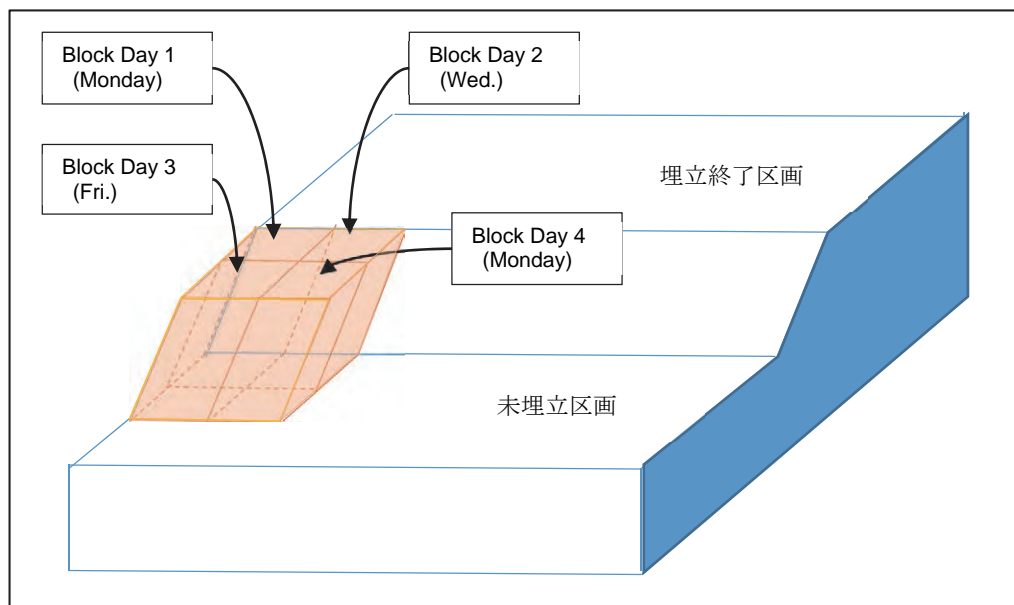 Block Day 1
(Monday)
Block Day 2
(Wed.)
Block Day 3
(Fri.)
埋立終了区画
Block Day 4
(Monday)
未埋立区画